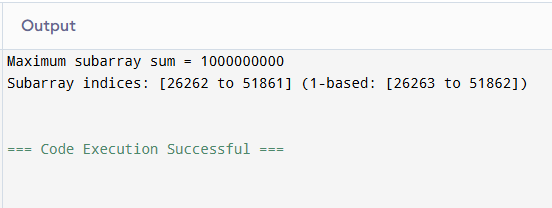 Output
Maximum subarray sum = 1000000000
Subarray indices: [26262 to 51861] (1-based: [26263 to 51862])
=== Code Execution Successful ===